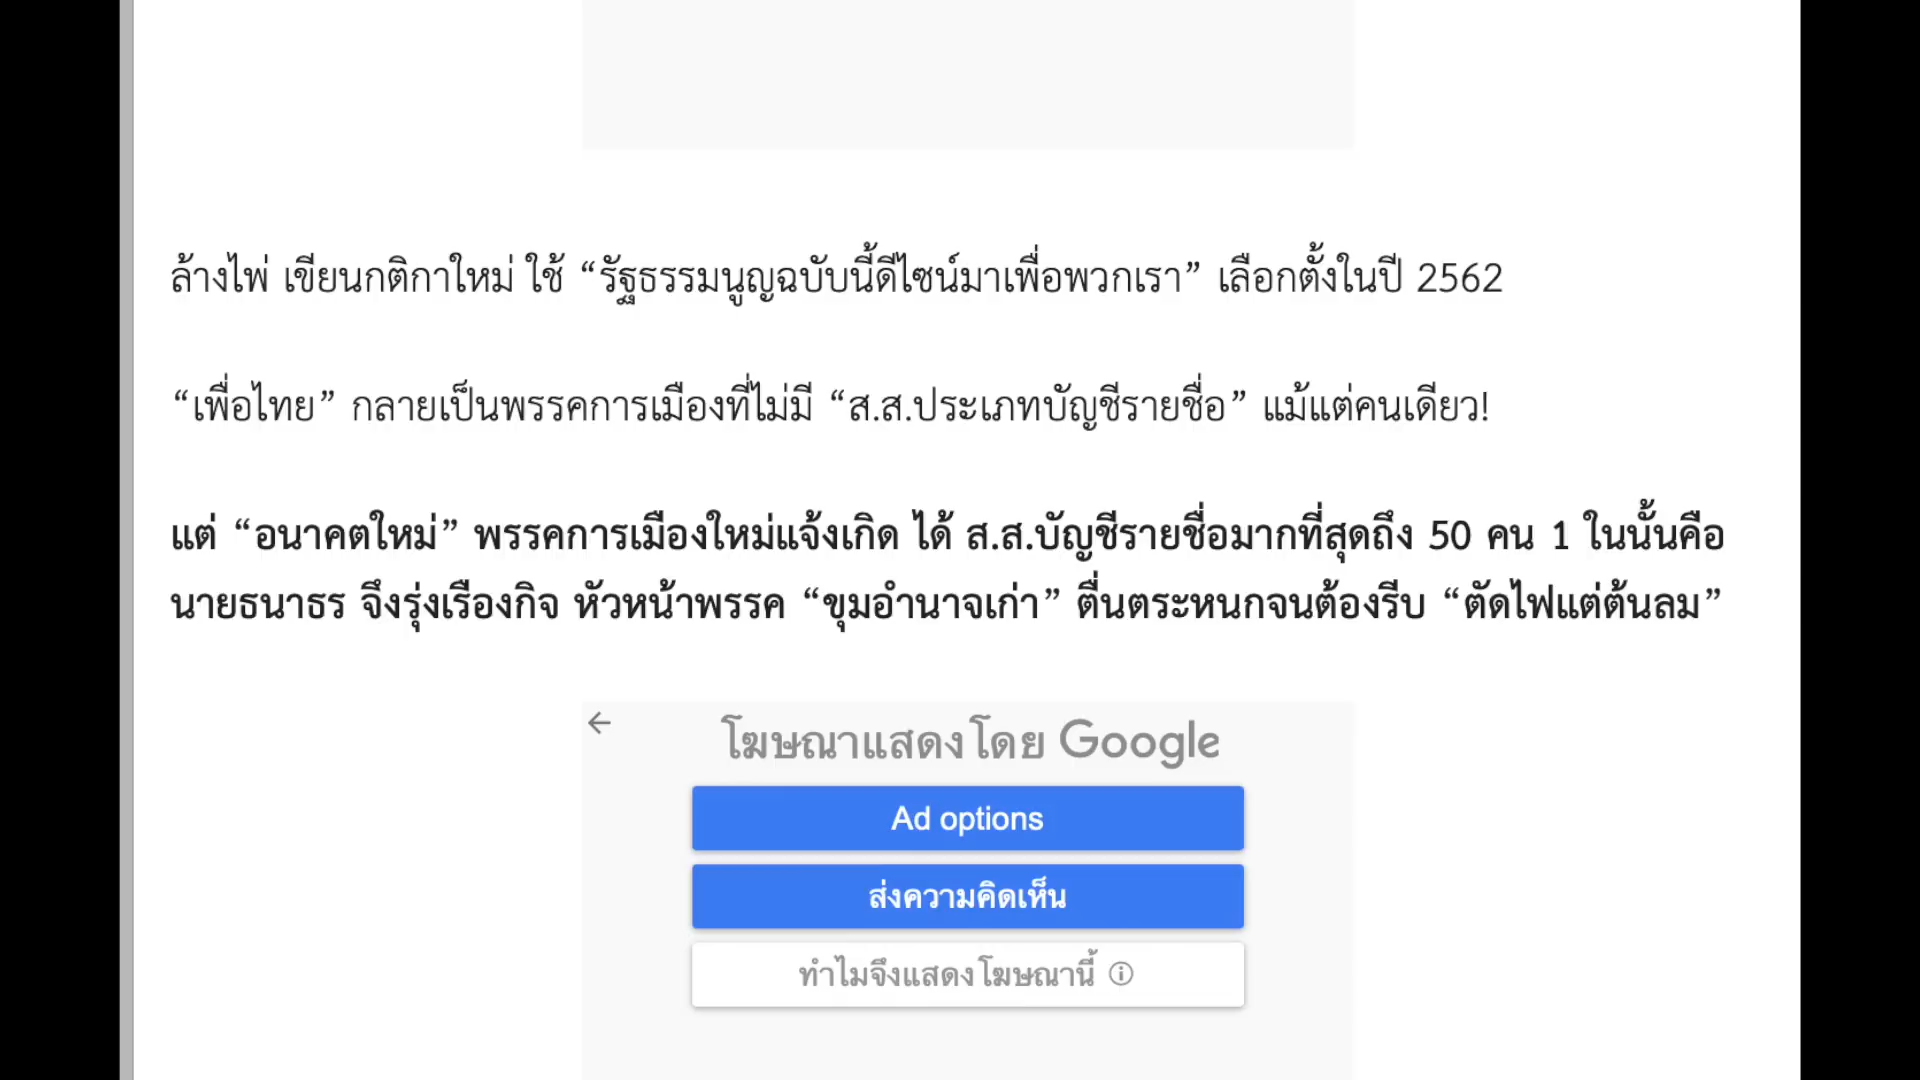 ล้างไพ่ เขียนกติกาใหม่ ใช้ “รัฐธรรมนูญฉบับนี้ดีไซน์มาเพื่อพวกเรา” เลือกตั้งในปี 2562
“เพื่อไทย” กลายเป็นพรรคการเมืองที่ไม่มี “ส.ส.ประเภทบัญชีรายชื่อ” แม้แต่คนเดียว!
แต่ “อนาคตใหม่” พรรคการเมืองใหม่แจ้งเกิด ได้ ส.ส.บัญชีรายชื่อมากที่สุดถึง 50 คน 1 ในนั้นคือ
นายธนาธร จึงรุ่งเรืองกิจ หัวหน้าพรรค “ขุมอำนาจเก่า” ตื่นตระหนกจนต้องรีบ “ตัดไฟแต่ต้นลม”
โฆษณาแสดงโดย Google
Ad options
ส่งความคิดเห็น
ทำไมจึงแสดงโฆษณานี้